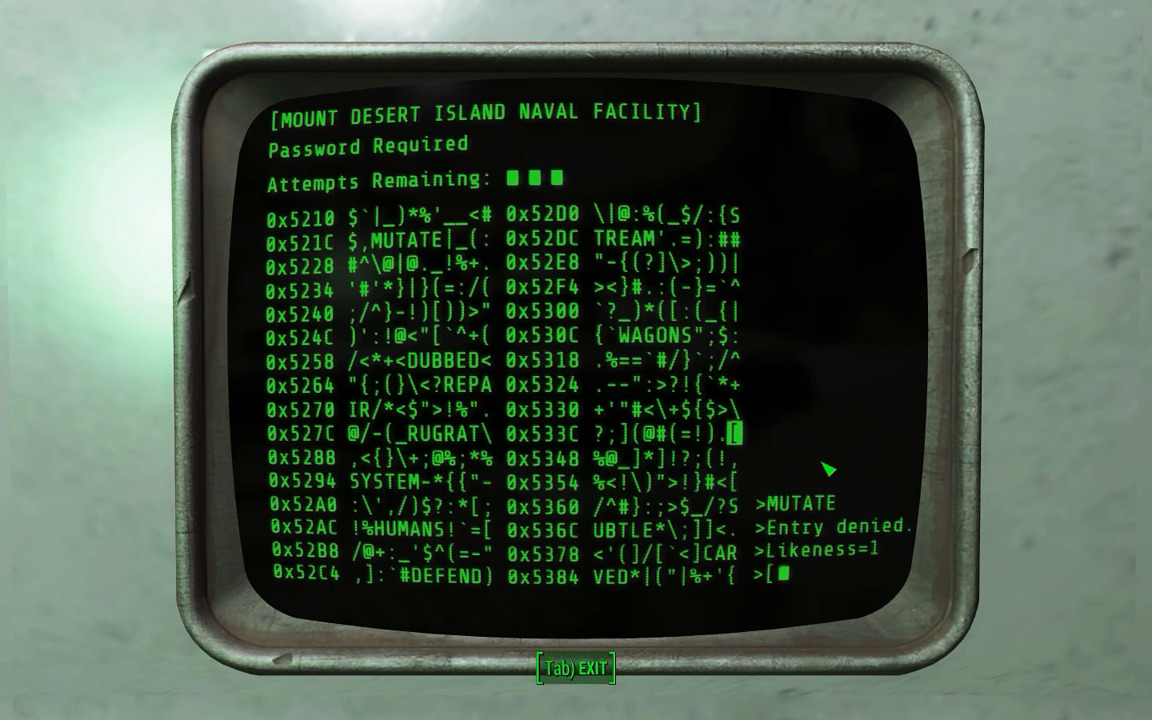 [MOUNT DESERT ISLAND NAVAL FACILITY]
Password Required
Attempts Remaining: ■ ■ ■
0x5210 $`|_)*%'__<# 0x52D0 \|@:%(_$/:{S
0x521C $,MUTATE|_(: 0x52DC TREAM'.=):##
0x5228 #^\@|@._!%+. 0x52E8 "-{(?]\>;))|
0x5234 '#'*}|}(=:/( 0x52F4 ><}#.:(-}=`^
0x5240 ;/^}-!)[))>" 0x5300 `?_)*([:(_{|
0x524C )':!@<"[`^+( 0x530C {`WAGONS";$:
0x5258 /<*+<DUBBED< 0x5318 .%==`#/}`;/^
0x5264 "{;(}\<?REPA 0x5324 .--":>?!{`*+
0x5270 IR/*<$">!%". 0x5330 +'"#<\+${$>\
0x527C @/-(_RUGRAT\ 0x533C ?;](@#(=!).[
0x5288 ,<{}\+;@%;*% 0x5348 %@_]*]!?;(!,
0x5294 SYSTEM-*{{"- 0x5354 %<!\)">!}#<[
0x52A0 :\',/)$?:*[; 0x5360 /^#}:;>$_/?S >MUTATE
0x52AC !%HUMANS!`=[ 0x536C UBTLE*\;]]<. >Entry denied.
0x52B8 /@+:_'$^(=-" 0x5378 <'(]/[`<]CAR >Likeness=1
0x52C4 ,]:`#DEFEND) 0x5384 VED*|("|%+'{ >[■
Tab) EXIT